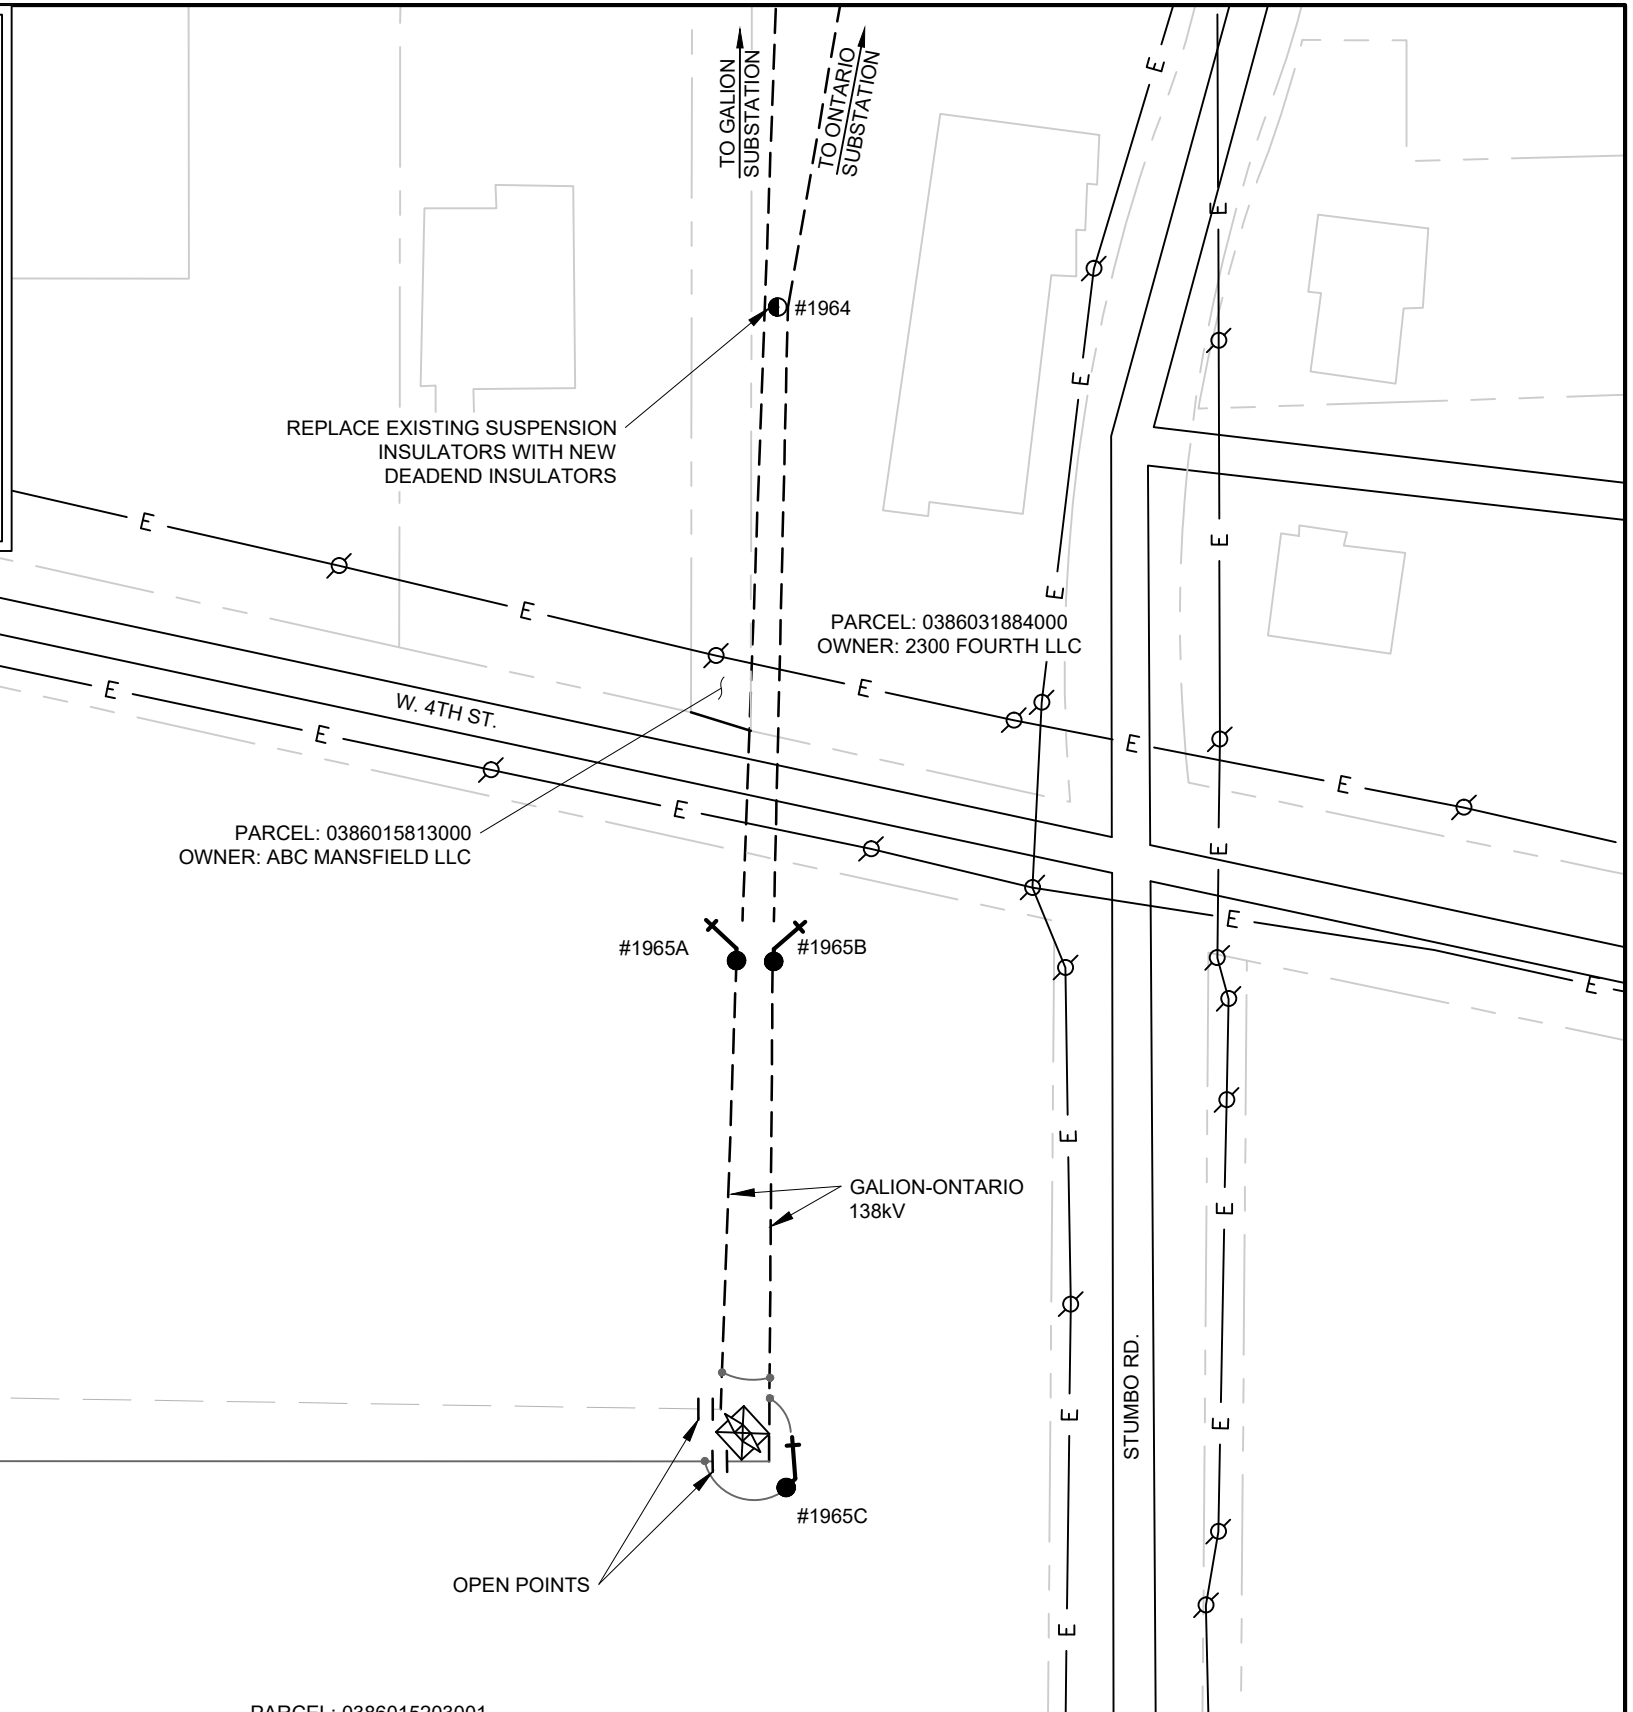 TO GALION
SUBSTATION
TO ONTARIO
SUBSTATION
E
E
#1964
E
REPLACE EXISTING SUSPENSION
INSULATORS WITH NEW
DEADEND INSULATORS
E
E
E
E
PARCEL: 0386031884000
OWNER: 2300 FOURTH LLC
E
E
W. 4TH ST.
E
E
E
E
PARCEL: 0386015813000
OWNER: ABC MANSFIELD LLC
E
E
#1965A
#1965B
E
E
GALION-ONTARIO
138kV
E
STUMBO RD.
E
E
#1965C
OPEN POINTS
E
PARCEL: 0386015203001